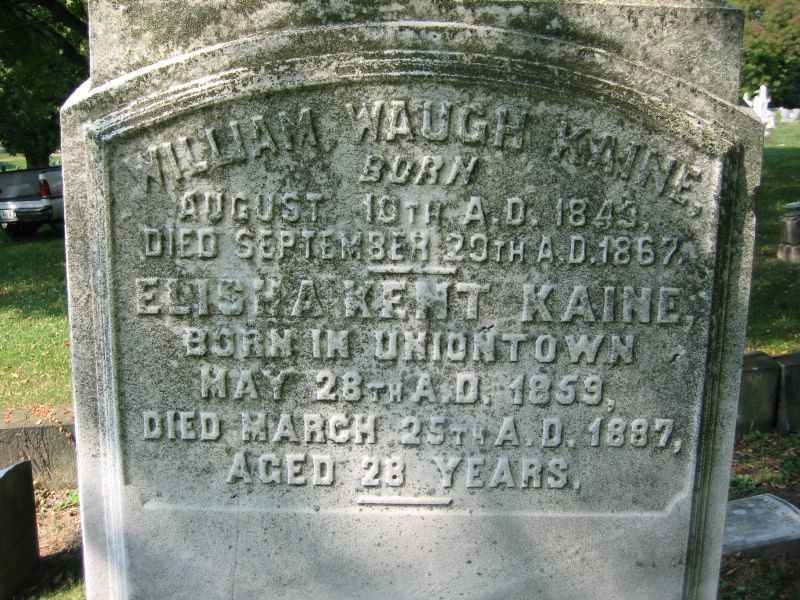 WILLIAM WAUGH KAINE,
BORN
AUGUST 19TH A.D. 1843,
DIED SEPTEMBER 29TH A.D. 1867.
ELISHA KENT KAINE,
BORN IN UNIONTOWN
MAY 28TH A.D. 1859,
DIED MARCH 25TH A.D. 1887,
AGED 28 YEARS.